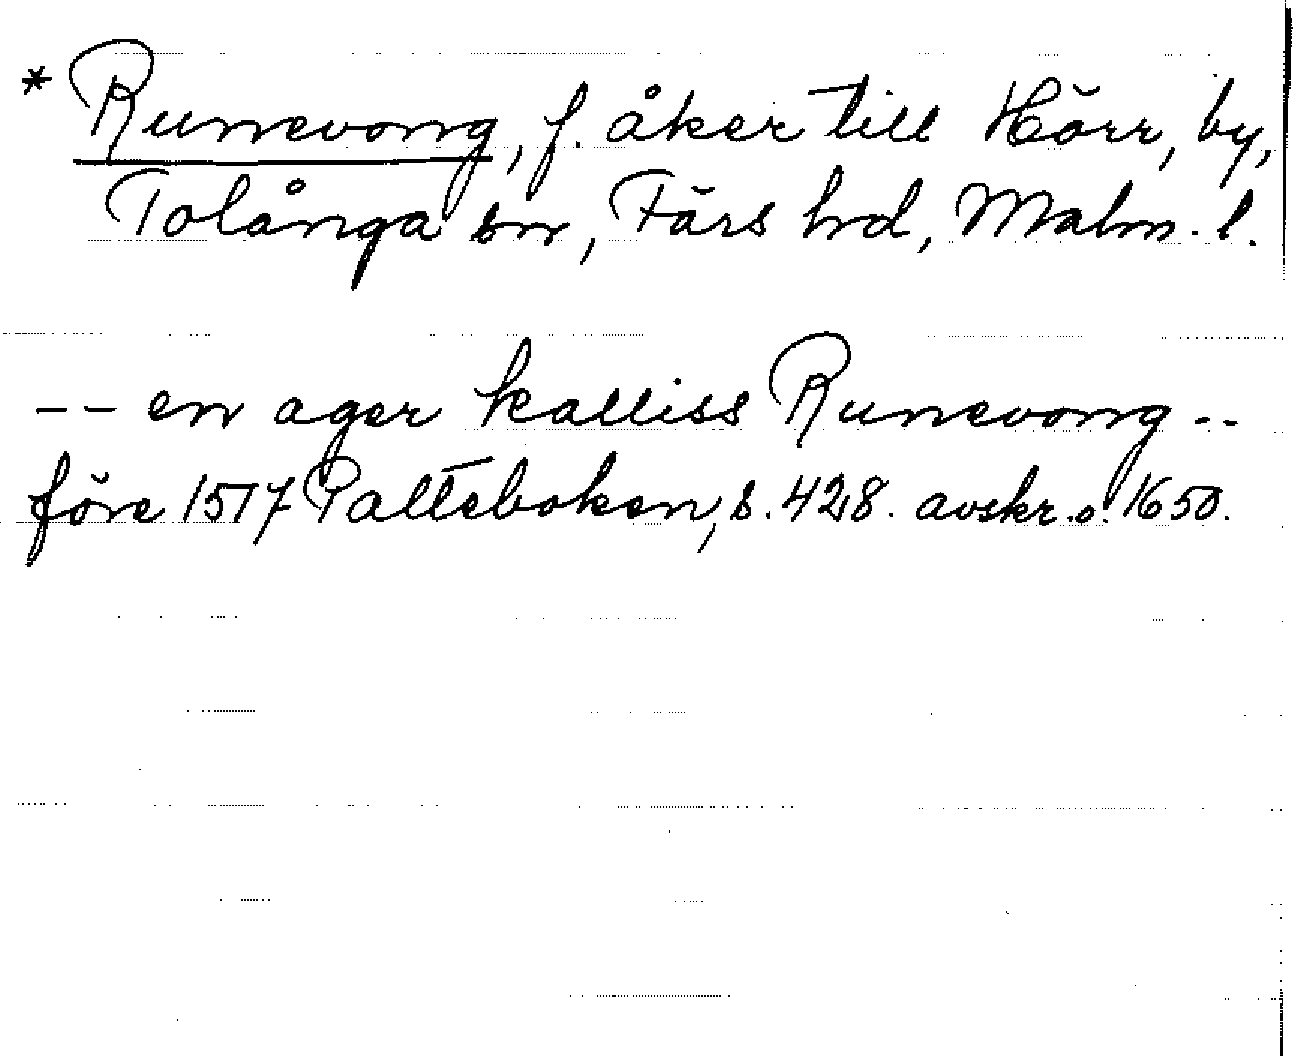 * Runevong, f. åker till Hörr, by,
Tolånga sn, Färs hrd, Malm. l.
-- en ager kalliss Runevong --
före 1517 Palteboken, s. 428. avskr. o. 1650.